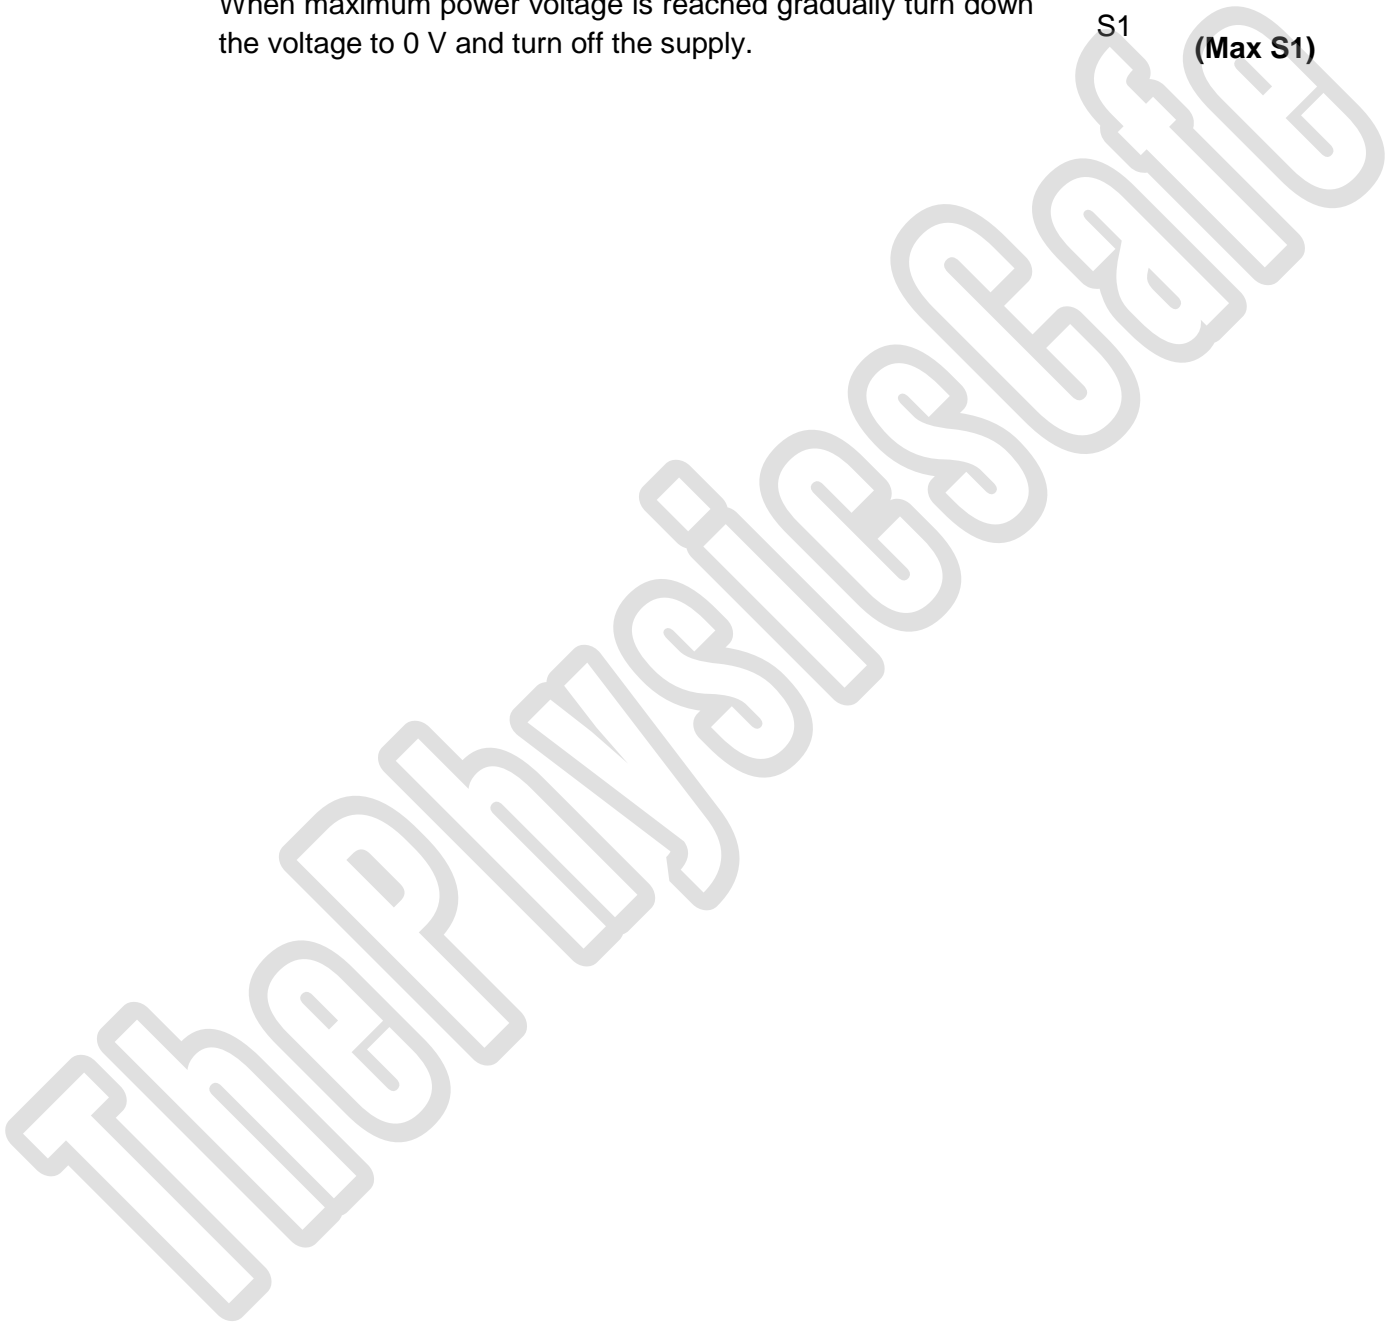 When maximum power voltage is reached gradually turn down
the voltage to 0 V and turn off the supply.
S1
(Max S1)
ThePhysicsCafe